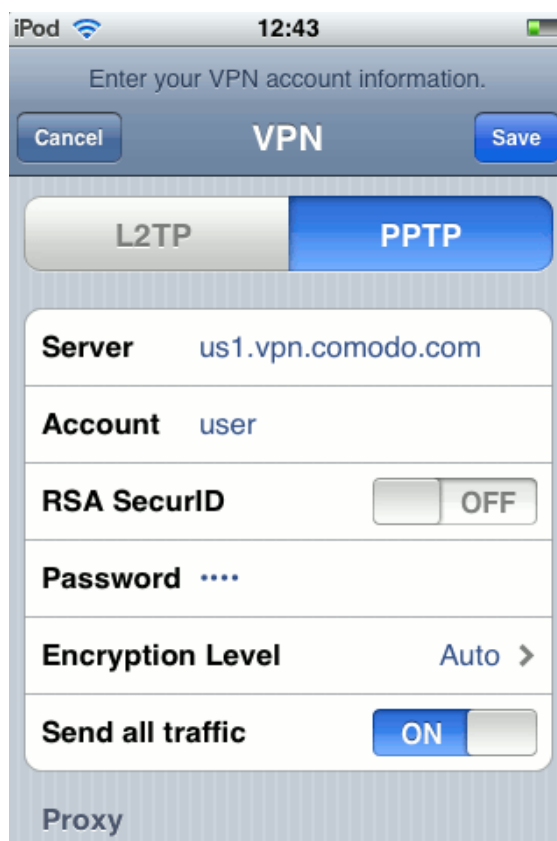 iPod 12:43
Enter your VPN account information.
Cancel VPN Save
L2TP PPTP
Server us1.vpn.comodo.com
Account user
RSA SecurID OFF
Password ••••
Encryption Level Auto
Send all traffic ON
Proxy